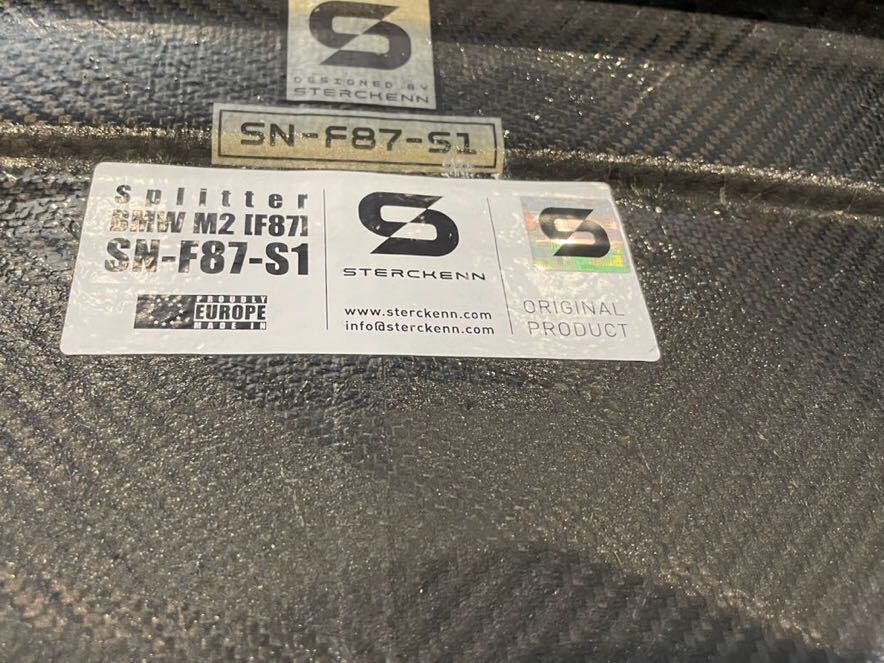 DESIGNED BY
STERCKENN
SN-F87-S1
Splitter
BMW M2 [F87]
SN-F87-S1
PROUDLY
EUROPE
MADE IN
STERCKENN
www.sterckenn.com
info@sterckenn.com
ORIGINAL
PRODUCT